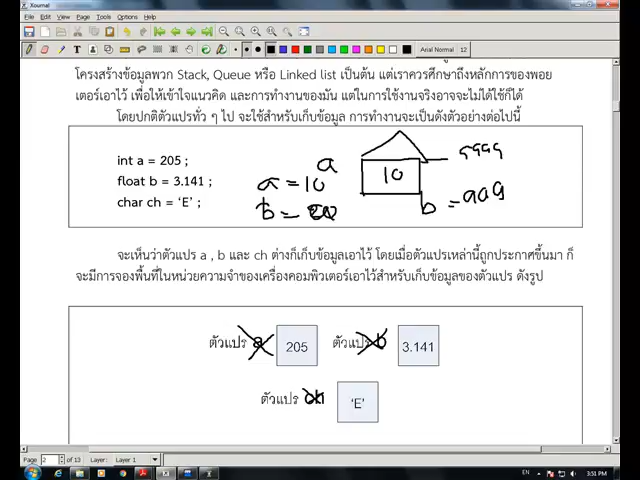 Xournal
File Edit View Page Tools Options Help
Arial Normal 12
โครงสร้างข้อมูลพวก Stack, Queue หรือ Linked list เป็นต้น แต่เราควรศึกษาถึงหลักการของพอย
เตอร์เอาไว้ เพื่อให้เข้าใจแนวคิด และการทำงานของมัน แต่ในการใช้งานจริงอาจจะไม่ได้ใช้ก็ได้
โดยปกติตัวแปรทั่ว ๆ ไป จะใช้สำหรับเก็บข้อมูล การทำงานจะเป็นดังตัวอย่างต่อไปนี้
int a = 205 ;
float b = 3.141 ;
char ch = 'E' ;
a
a = 10
b =
10
b =
จะเห็นว่าตัวแปร a , b และ ch ต่างก็เก็บข้อมูลเอาไว้ โดยเมื่อตัวแปรเหล่านี้ถูกประกาศขึ้นมา ก็
จะมีการจองพื้นที่ในหน่วยความจำของเครื่องคอมพิวเตอร์เอาไว้สำหรับเก็บข้อมูลของตัวแปร ดังรูป
ตัวแปร a 205 ตัวแปร b 3.141
ตัวแปร ch 'E'
Page 2 of 13 Layer: Layer 1
EN 3:51 PM